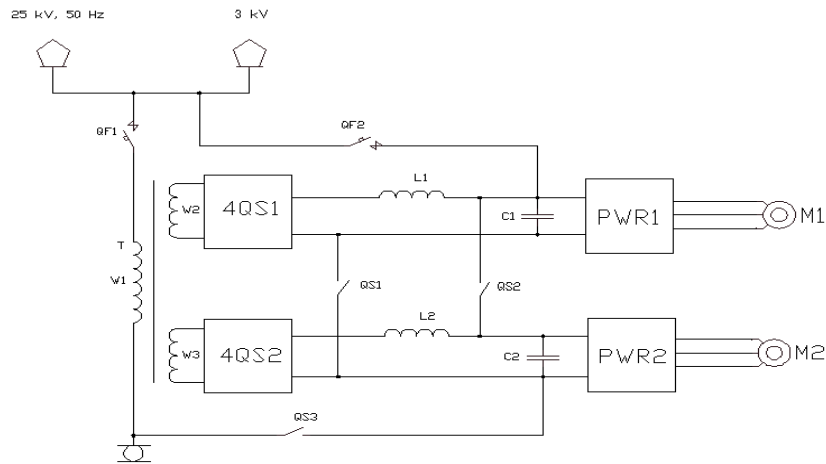 25 kV, 50 Hz
3 kV
QF1
QF2
L1
W2
4QS1
C1
PWR1
M1
T
W1
QS1
QS2
L2
W3
4QS2
C2
PWR2
M2
QS3